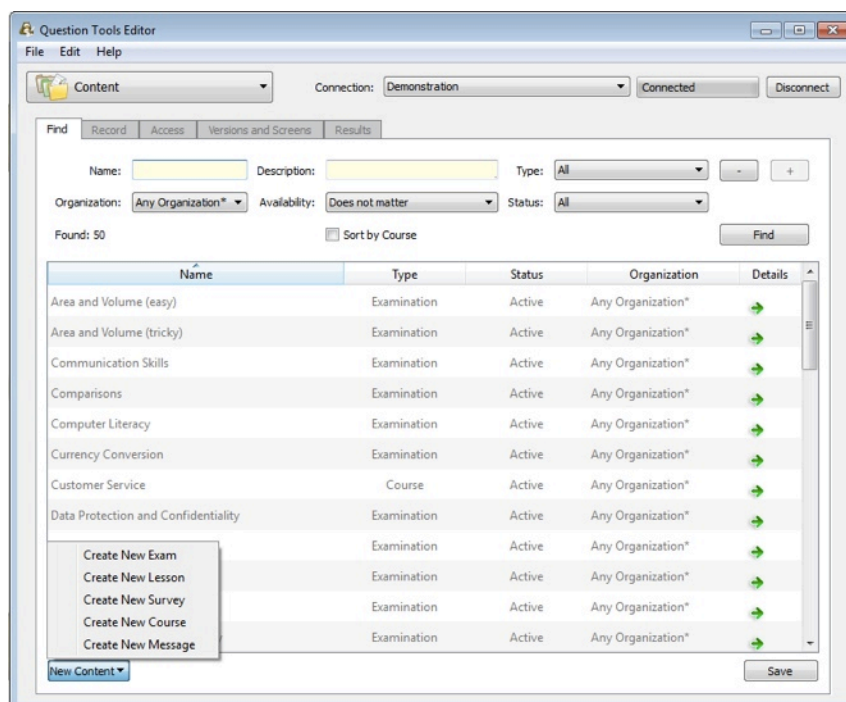 Question Tools Editor
File Edit Help
Content Connection: Demonstration Connected Disconnect
Find Record Access Versions and Screens Results
Name: Description: Type: All - +
Organization: Any Organization* Availability: Does not matter Status: All
Found: 50 Sort by Course Find
Name Type Status Organization Details
Area and Volume (easy) Examination Active Any Organization*
Area and Volume (tricky) Examination Active Any Organization*
Communication Skills Examination Active Any Organization*
Comparisons Examination Active Any Organization*
Computer Literacy Examination Active Any Organization*
Currency Conversion Examination Active Any Organization*
Customer Service Course Active Any Organization*
Data Protection and Confidentiality Examination Active Any Organization*
Examination Active Any Organization*
Create New Exam
Create New Lesson Examination Active Any Organization*
Create New Survey Examination Active Any Organization*
Create New Course
Create New Message Examination Active Any Organization*
New Content Save